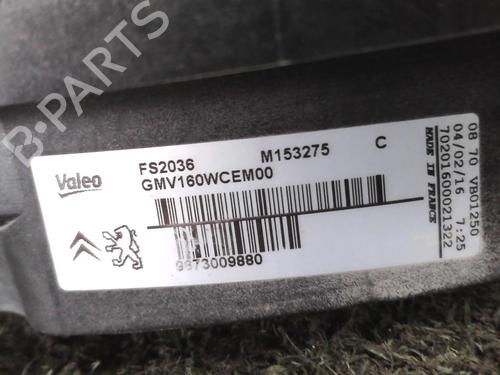 B-PARTS
Valeo
FS2036 M153275 C
GMV160WCEM00
9673009880
08 70 VB01250
04/02/16 7:25
702016000021322
MADE IN FRANCE